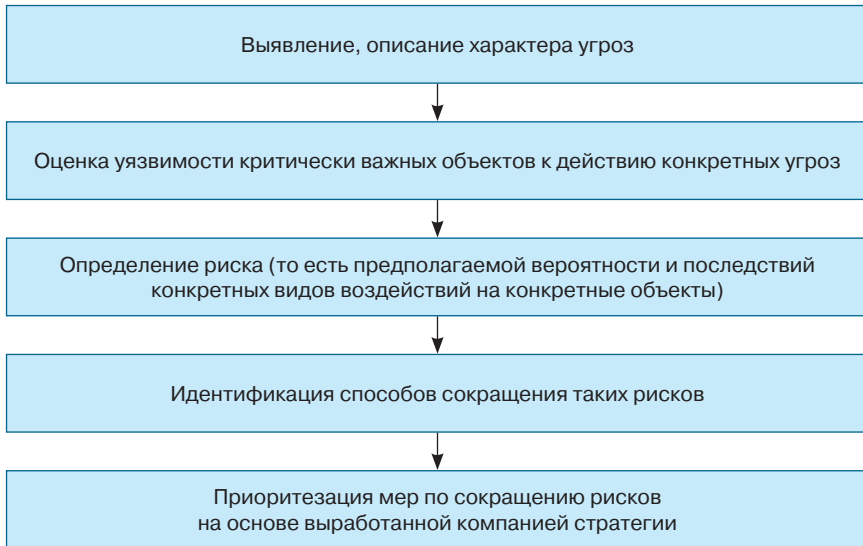 Выявление, описание характера угроз
Оценка уязвимости критически важных объектов к действию конкретных угроз
Определение риска (то есть предполагаемой вероятности и последствий
конкретных видов воздействий на конкретные объекты)
Идентификация способов сокращения таких рисков
Приоритезация мер по сокращению рисков
на основе выработанной компанией стратегии